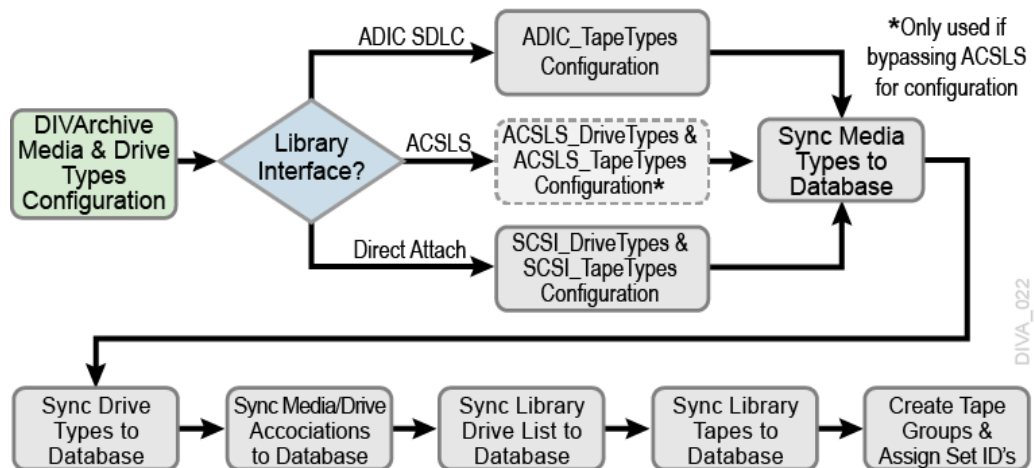 ADIC SDLC
ADIC_TapeTypes
Configuration
*Only used if
bypassing ACSLS
for configuration
DIVArchive
Media & Drive
Types
Configuration
Library
Interface?
ACSLS
ACSLS_DriveTypes &
ACSLS_TapeTypes
Configuration*
Sync Media
Types to
Database
Direct Attach
SCSI_DriveTypes &
SCSI_TapeTypes
Configuration
DIVA_022
Sync Drive
Types to
Database
Sync Media/Drive
Accociations
to Database
Sync Library
Drive List to
Database
Sync Library
Tapes to
Database
Create Tape
Groups &
Assign Set ID's